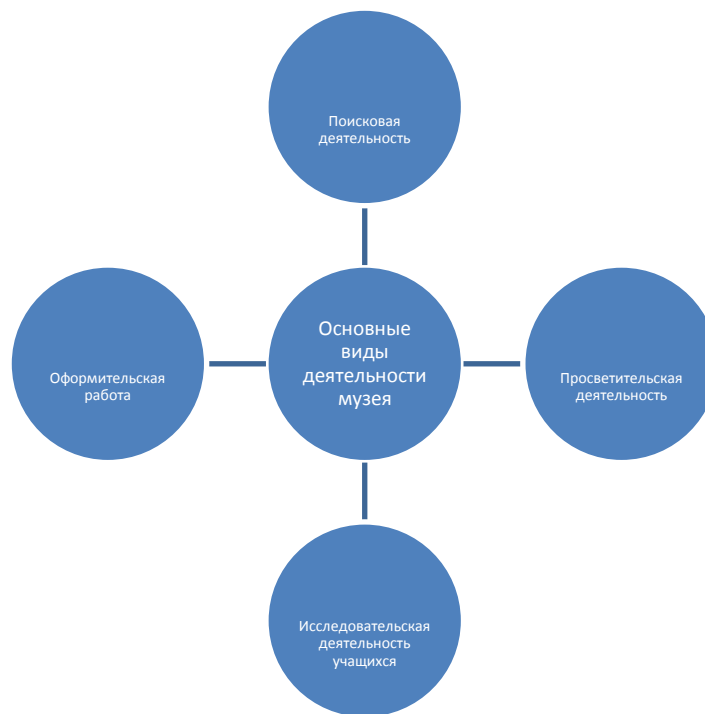 Поисковая
деятельность
Основные
виды
деятельности
музея
Оформительская
работа
Просветительская
деятельность
Исследовательская
деятельность
учащихся